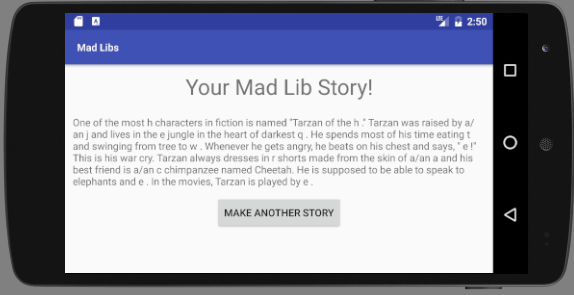 2:50
Mad Libs
Your Mad Lib Story!
One of the most h characters in fiction is named "Tarzan of the h ." Tarzan was raised by a/
an j and lives in the e jungle in the heart of darkest q . He spends most of his time eating t
and swinging from tree to w . Whenever he gets angry, he beats on his chest and says, " e !"
This is his war cry. Tarzan always dresses in r shorts made from the skin of a/an a and his
best friend is a/an c chimpanzee named Cheetah. He is supposed to be able to speak to
elephants and e . In the movies, Tarzan is played by e .
MAKE ANOTHER STORY